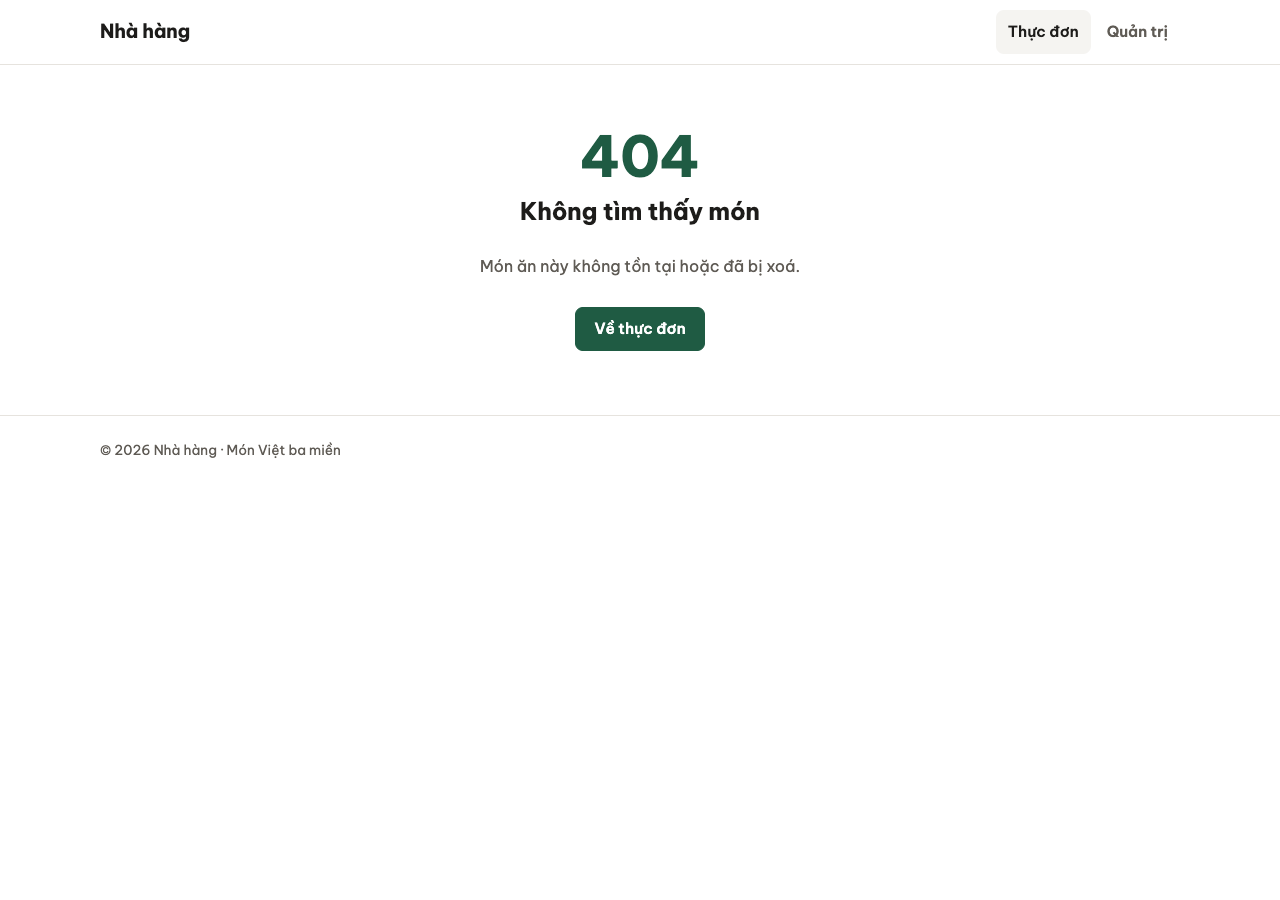 Nhà hàng
Thực đơn
Quản trị
404
Không tìm thấy món
Món ăn này không tồn tại hoặc đã bị xoá.
Về thực đơn
© 2026 Nhà hàng · Món Việt ba miền